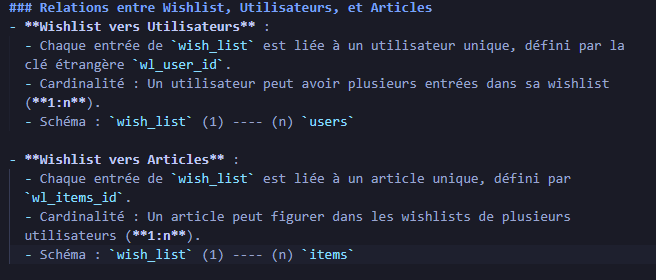 ### Relations entre Wishlist, Utilisateurs, et Articles
- **Wishlist vers Utilisateurs** :
- Chaque entrée de `wish_list` est liée à un utilisateur unique, défini par la
clé étrangère `wl_user_id`.
- Cardinalité : Un utilisateur peut avoir plusieurs entrées dans sa wishlist
(**1:n**).
- Schéma : `wish_list` (1) ---- (n) `users`
- **Wishlist vers Articles** :
- Chaque entrée de `wish_list` est liée à un article unique, défini par
`wl_items_id`.
- Cardinalité : Un article peut figurer dans les wishlists de plusieurs
utilisateurs (**1:n**).
- Schéma : `wish_list` (1) ---- (n) `items`